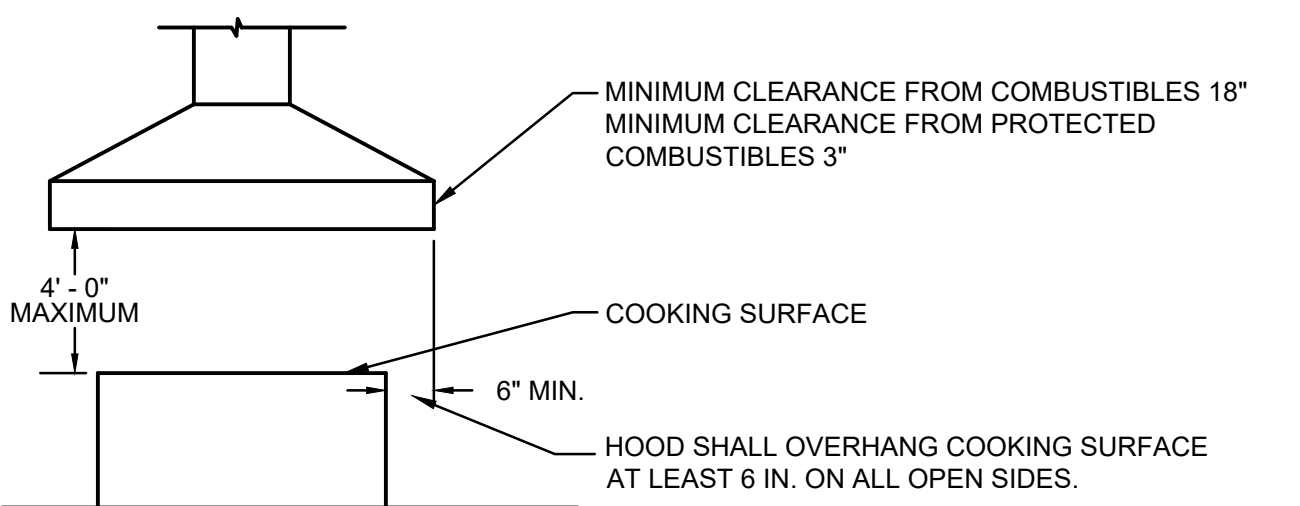 MINIMUM CLEARANCE FROM COMBUSTIBLES 18"
MINIMUM CLEARANCE FROM PROTECTED
COMBUSTIBLES 3"
4' - 0"
MAXIMUM
COOKING SURFACE
6" MIN.
HOOD SHALL OVERHANG COOKING SURFACE
AT LEAST 6 IN. ON ALL OPEN SIDES.